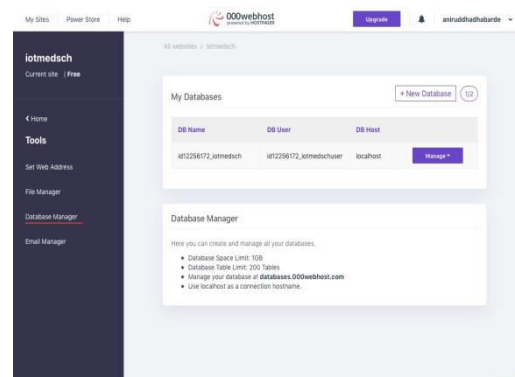 My Sites Power Store Help 000webhost Upgrade aniruddhadhabarde
powered by HOSTINGER
All websites > iotmedsch
iotmedsch
Current site | Free
Home
Tools
Set Web Address
File Manager
Database Manager
Email Manager
My Databases + New Database 1/2
DB Name DB User DB Host
id12256172_iotmedsch id12256172_iotmedschuser localhost Manage
Database Manager
Here you can create and manage all your databases.
Database Space Limit: 1GB
Database Table Limit: 200 Tables
Manage your database at databases.000webhost.com
Use localhost as a connection hostname.